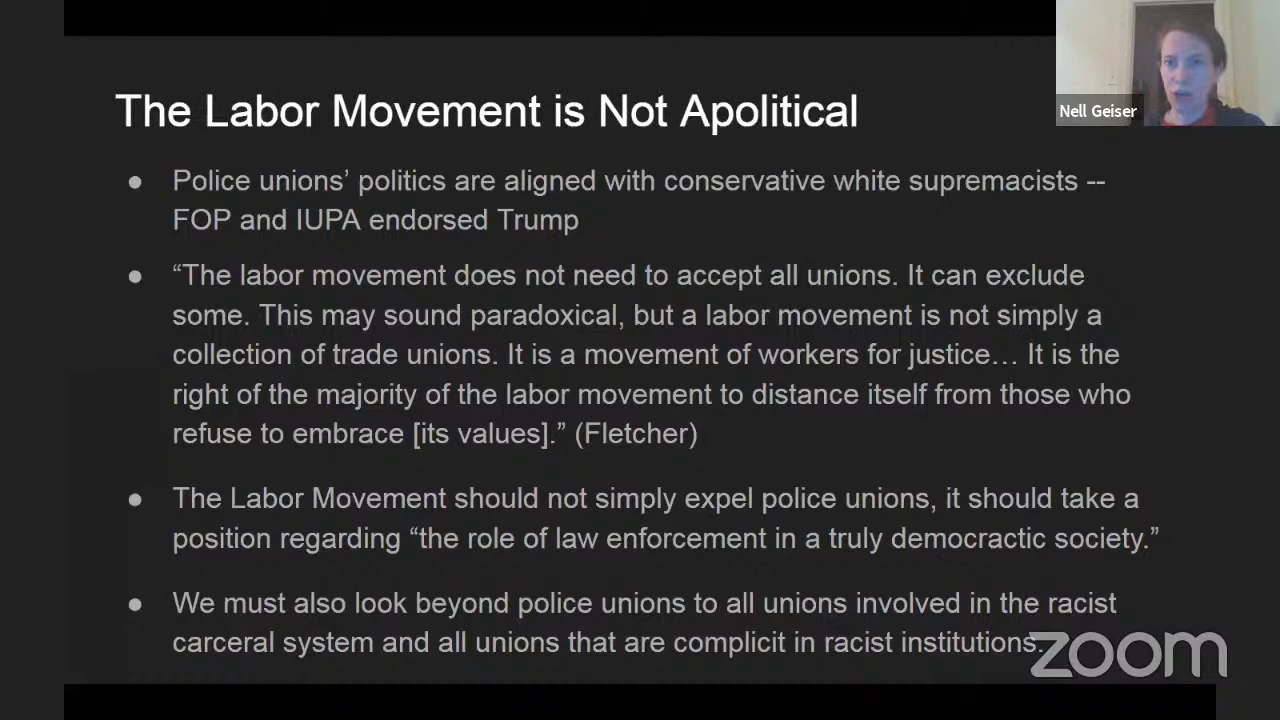 The Labor Movement is Not Apolitical
Nell Geiser
● Police unions’ politics are aligned with conservative white supremacists --
FOP and IUPA endorsed Trump
● “The labor movement does not need to accept all unions. It can exclude
some. This may sound paradoxical, but a labor movement is not simply a
collection of trade unions. It is a movement of workers for justice… It is the
right of the majority of the labor movement to distance itself from those who
refuse to embrace [its values].” (Fletcher)
● The Labor Movement should not simply expel police unions, it should take a
position regarding “the role of law enforcement in a truly democractic society.”
● We must also look beyond police unions to all unions involved in the racist
carceral system and all unions that are complicit in racist institutions.
zoom